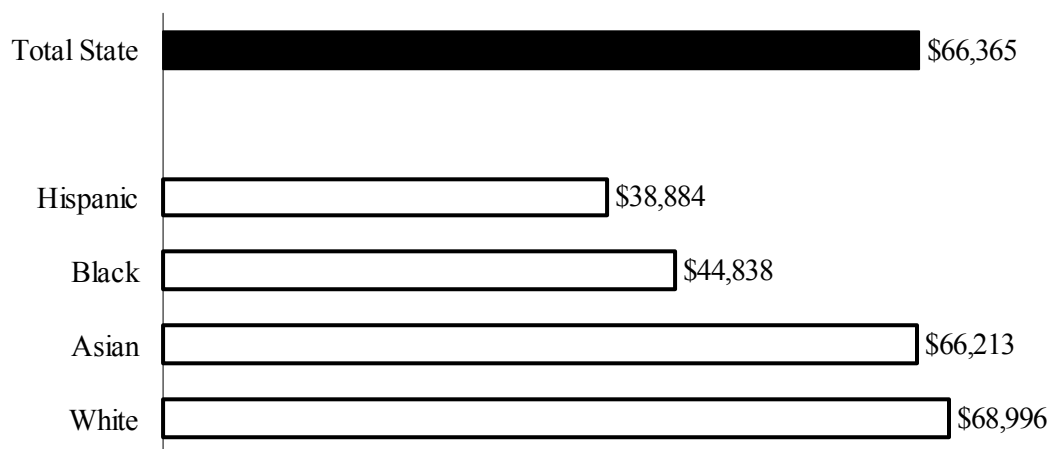 Total State $66,365
Hispanic $38,884
Black $44,838
Asian $66,213
White $68,996